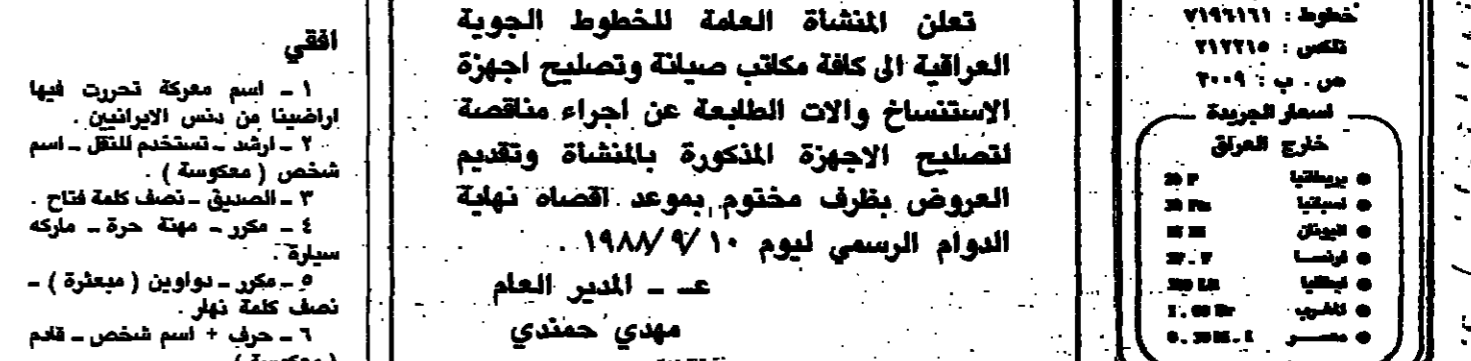 خطوط : ٧١٩٦١٦١
تلكس : ٢١٢٢١٥
ص . ب : ٣٠٠٩
اسعار الجريدة
خارج العراق
بريطانيا 20 P
اسبانيا
اليونان
فرنسا
ايطاليا
المغرب
مصر
تعلن المنشأة العامة للخطوط الجوية
العراقية الى كافة مكاتب صيانة وتصليح اجهزة
الاستنساخ والات الطابعة عن اجراء مناقصة
لتصليح الاجهزة المذكورة بالمنشأة وتقديم
العروض بظرف مختوم بموعد اقصاه نهاية
الدوام الرسمي ليوم ١٠ /٩ /١٩٨٨ .
عـ ـ المدير العام
مهدي حمندي
افقي
١ ـ اسم معركة تحررت فيها
اراضينا من دنس الايرانيين .
٢ ـ ارشد ـ تستخدم للنقل ـ اسم
شخص ( معكوسة ) .
٣ ـ الصديق ـ نصف كلمة فتاح .
٤ ـ مكرر ـ مهنة حرة ـ ماركه
سيارة .
٥ ـ مكرر ـ دواوين ( مبعثرة ) ـ
نصف كلمة نهار .
٦ ـ حرف + اسم شخص ـ قادم